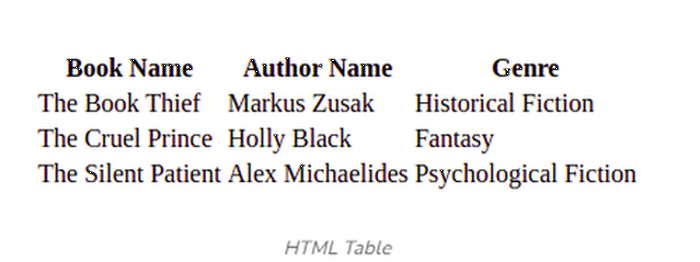 Book Name Author Name Genre
The Book Thief Markus Zusak Historical Fiction
The Cruel Prince Holly Black Fantasy
The Silent Patient Alex Michaelides Psychological Fiction
HTML Table